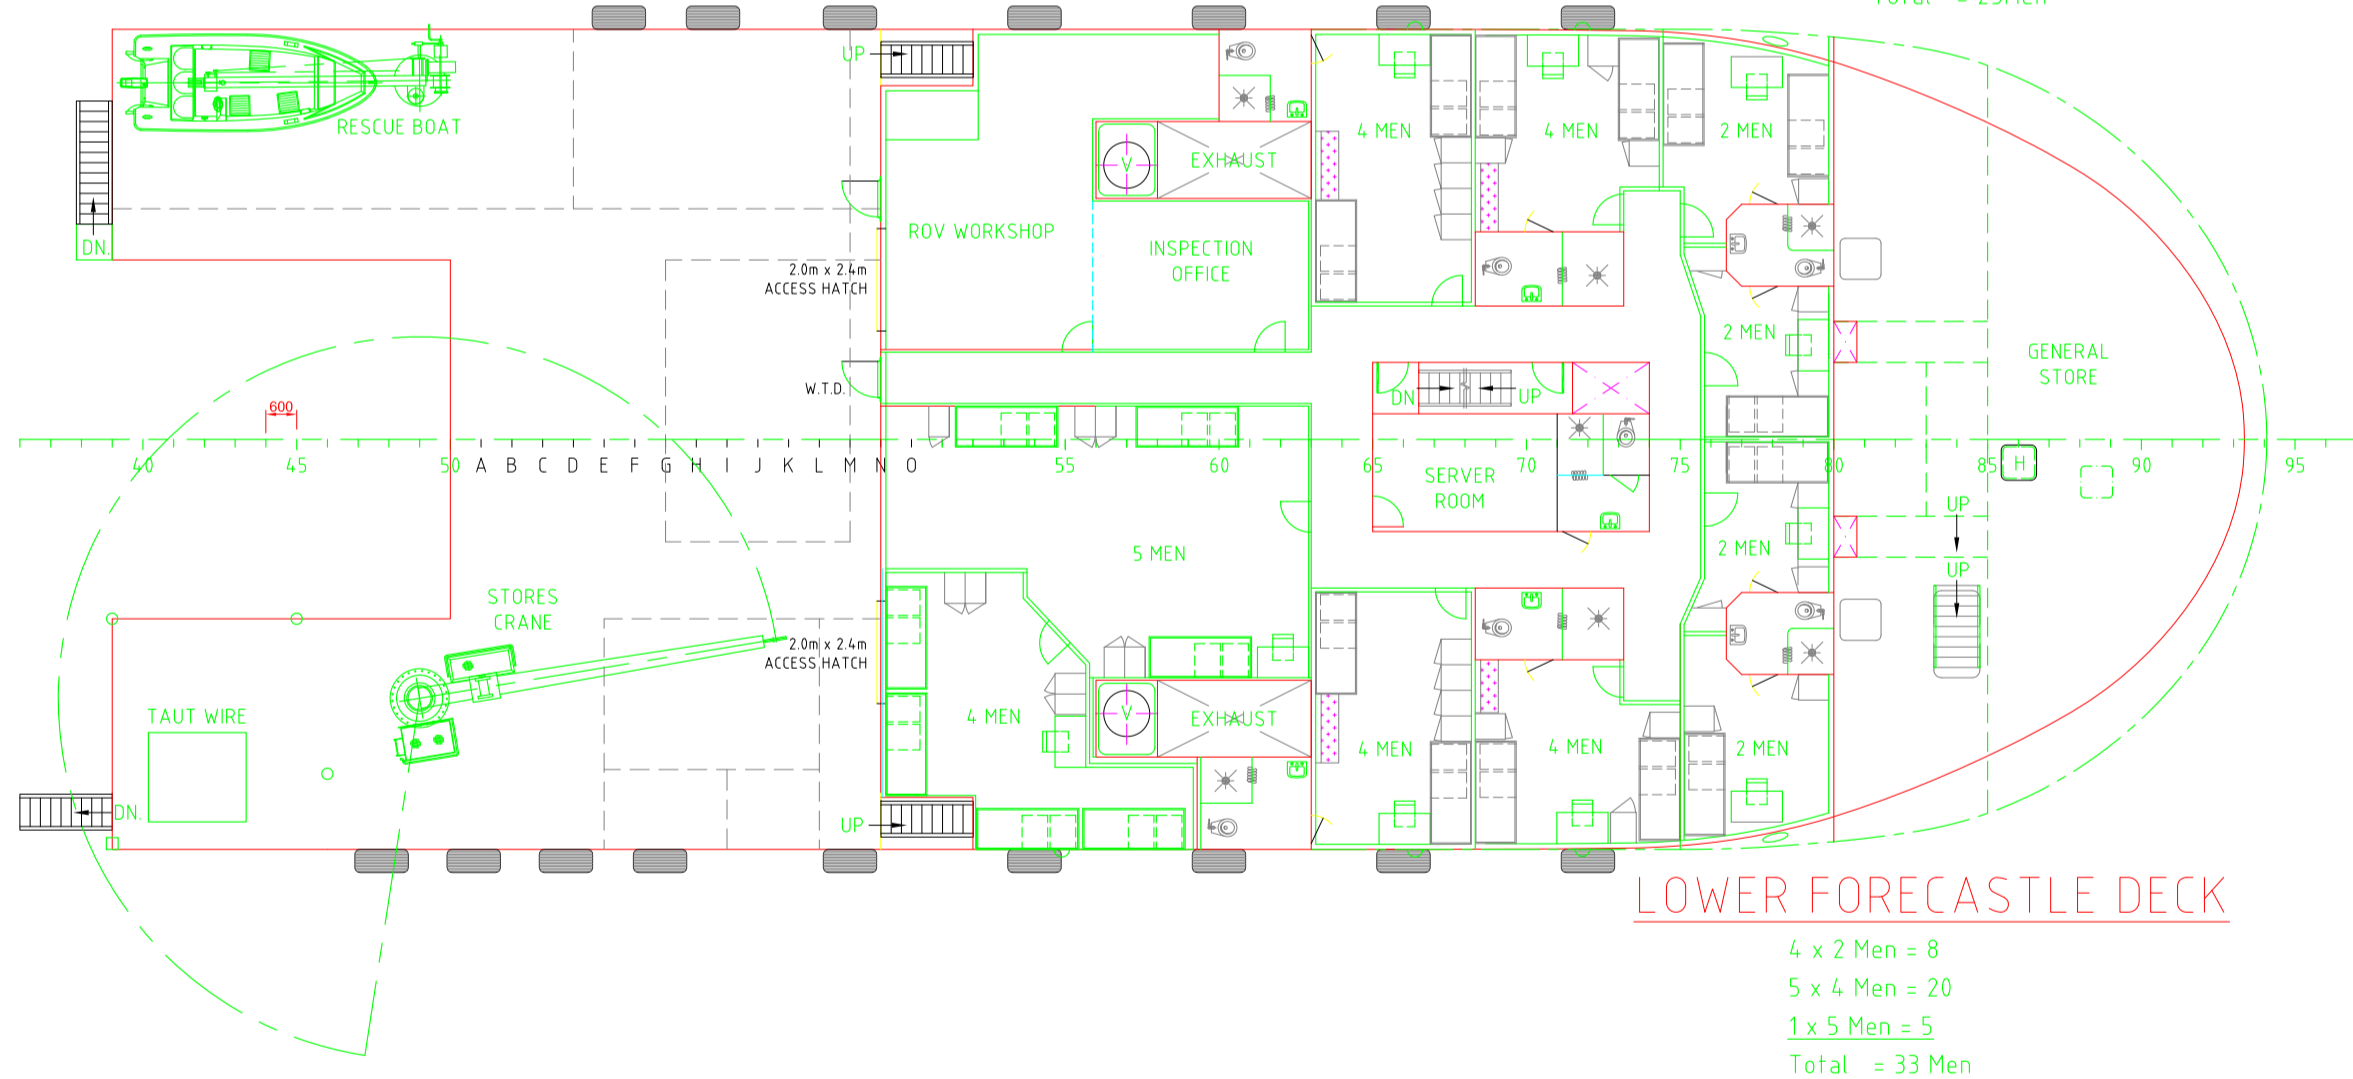 Total = 23Men
UP
RESCUE BOAT
4 MEN
4 MEN
2 MEN
EXHAUST
V
DN.
ROV WORKSHOP
INSPECTION
OFFICE
2.0m x 2.4m
ACCESS HATCH
2 MEN
GENERAL
STORE
W.T.D.
DN
UP
600
40 45 50 A B C D E F G H I J K L M N O 55 60 65 70 75 80 85 H 90 95
SERVER
ROOM
UP
2 MEN
5 MEN
UP
STORES
CRANE
2.0m x 2.4m
ACCESS HATCH
TAUT WIRE
4 MEN
V
EXHAUST
4 MEN
4 MEN
2 MEN
DN.
UP
LOWER FORECASTLE DECK
4 x 2 Men = 8
5 x 4 Men = 20
1 x 5 Men = 5
Total = 33 Men